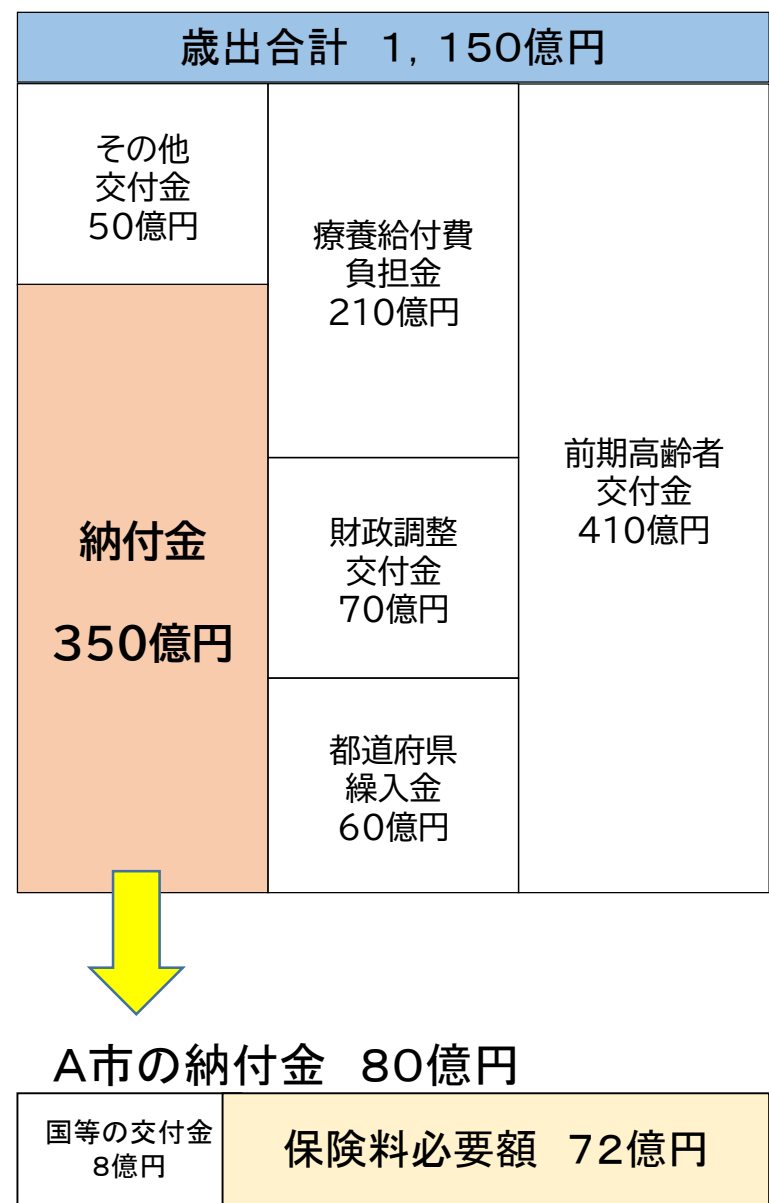 歳出合計　１，１５０億円
その他
交付金
50億円
納付金
350億円
療養給付費
負担金
210億円
財政調整
交付金
70億円
都道府県
繰入金
60億円
前期高齢者
交付金
410億円
A市の納付金　80億円
国等の交付金
8億円
保険料必要額　72億円